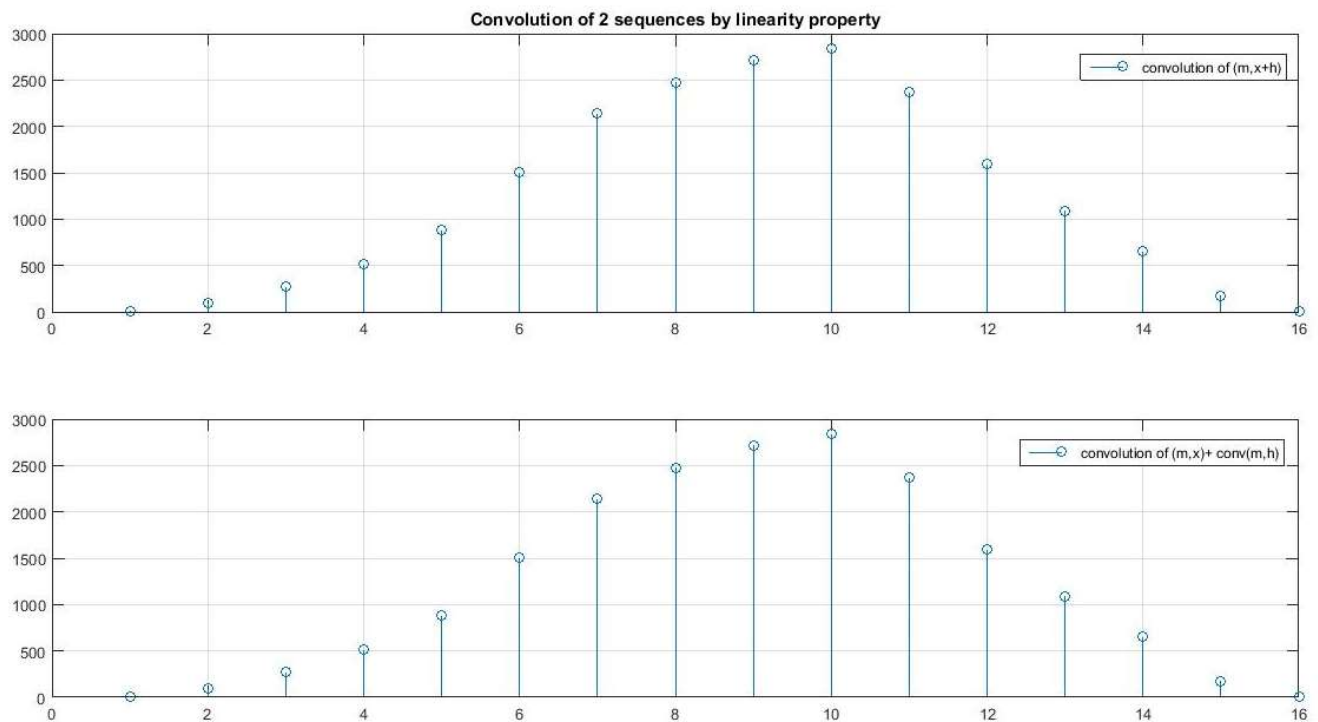 Convolution of 2 sequences by linearity property
3000
2500
2000
1500
1000
500
0
convolution of (m,x+h)
0 2 4 6 8 10 12 14 16
3000
2500
2000
1500
1000
500
0
convolution of (m,x)+ conv(m,h)
0 2 4 6 8 10 12 14 16